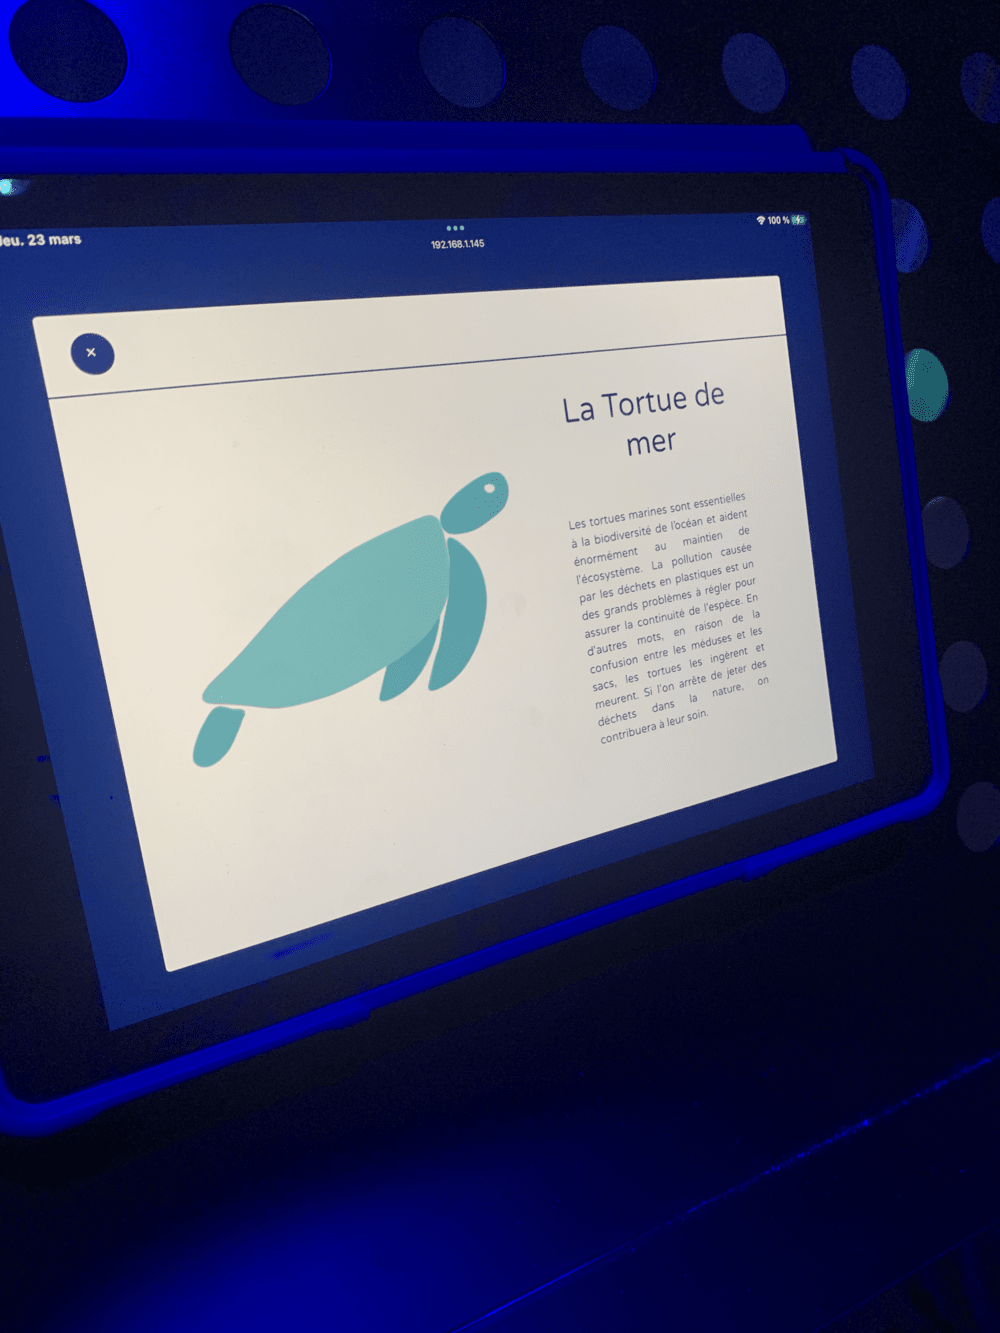 Jeu. 23 mars
192.168.1.145
100 %
La Tortue de
mer
Les tortues marines sont essentielles
à la biodiversité de l'océan et aident
énormément au maintien de
l'écosystème. La pollution causée
par les déchets en plastiques est un
des grands problèmes à régler pour
assurer la continuité de l'espèce. En
d'autres mots, en raison de la
confusion entre les méduses et les
sacs, les tortues les ingèrent et
meurent. Si l'on arrête de jeter des
déchets dans la nature, on
contribuera à leur soin.